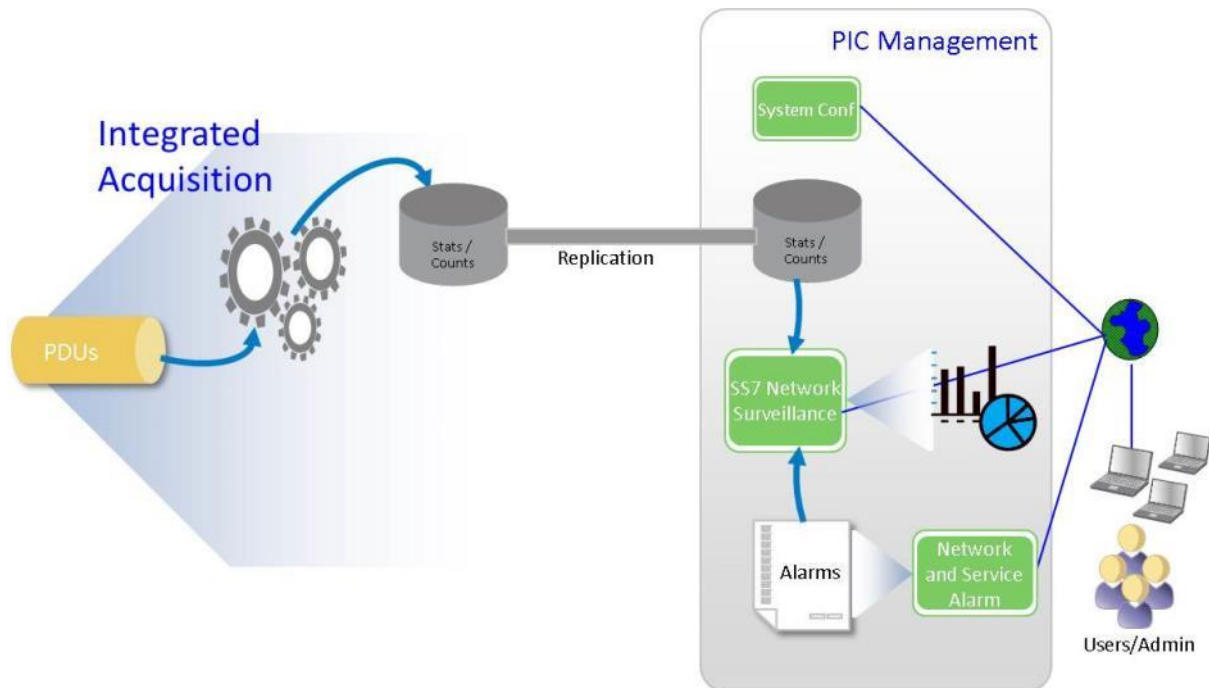 PIC Management
System Conf
Integrated
Acquisition
Stats /
Counts
Replication
Stats /
Counts
PDUs
SS7 Network
Surveillance
Alarms
Network
and Service
Alarm
Users/Admin